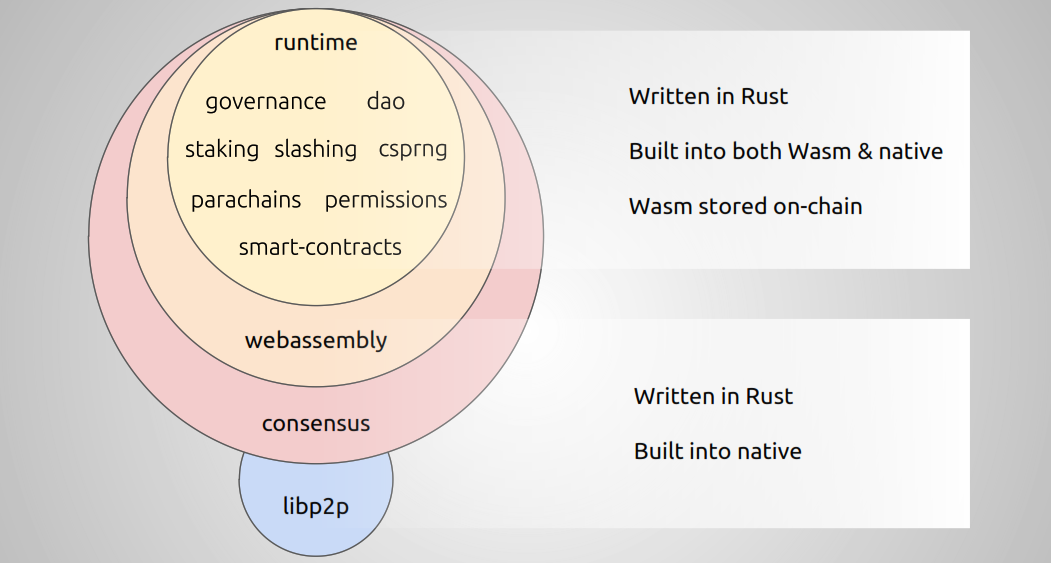 runtime
governance dao
staking slashing csprng
parachains permissions
smart-contracts
webassembly
consensus
libp2p
Written in Rust
Built into both Wasm & native
Wasm stored on-chain
Written in Rust
Built into native